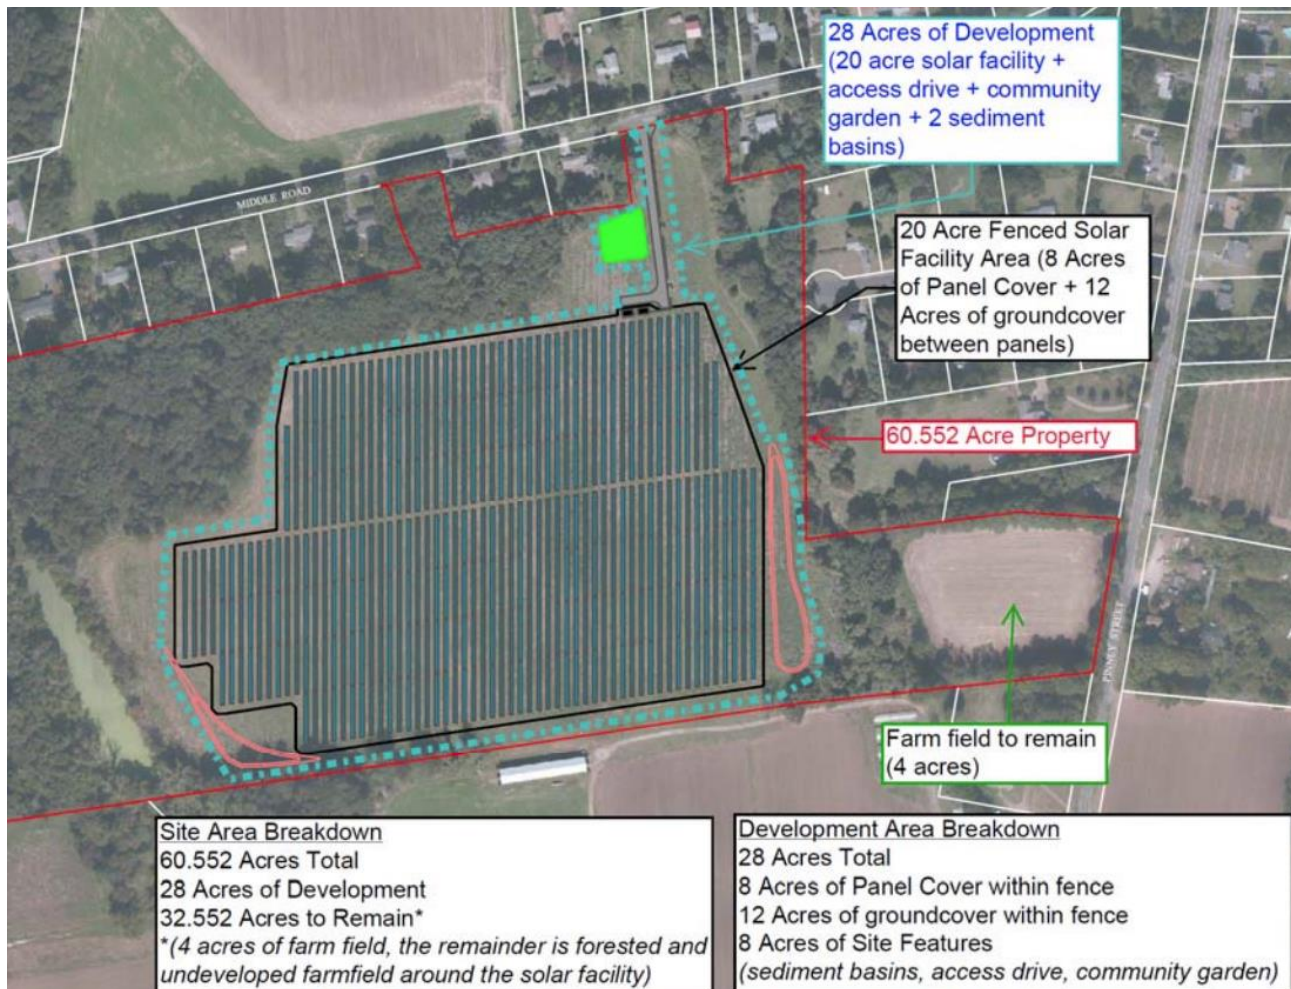 28 Acres of Development
(20 acre solar facility +
access drive + community
garden + 2 sediment
basins)
MIDDLE ROAD
20 Acre Fenced Solar
Facility Area (8 Acres
of Panel Cover + 12
Acres of groundcover
between panels)
60.552 Acre Property
PINNEY STREET
Farm field to remain
(4 acres)
Site Area Breakdown
60.552 Acres Total
28 Acres of Development
32.552 Acres to Remain*
*(4 acres of farm field, the remainder is forested and
undeveloped farmfield around the solar facility)
Development Area Breakdown
28 Acres Total
8 Acres of Panel Cover within fence
12 Acres of groundcover within fence
8 Acres of Site Features
(sediment basins, access drive, community garden)